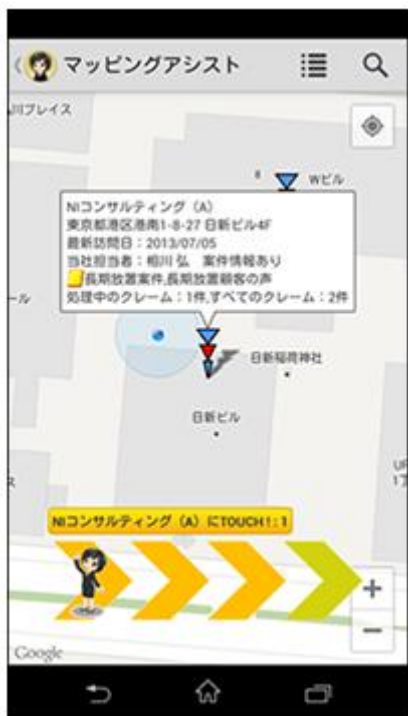 マッピングアシスト
川プレイス
8
Wビル
NIコンサルティング（A）
東京都港区港南1-8-27 日新ビル4F
最新訪問日：2013/07/05
当社担当者：相川 弘　案件情報あり
長期放置案件,長期放置顧客の声
処理中のクレーム：1件,すべてのクレーム：2件
ール
日新稲荷神社
日新ビル
UF
1丁
NIコンサルティング（A）にTOUCH!：1
+
−
Google